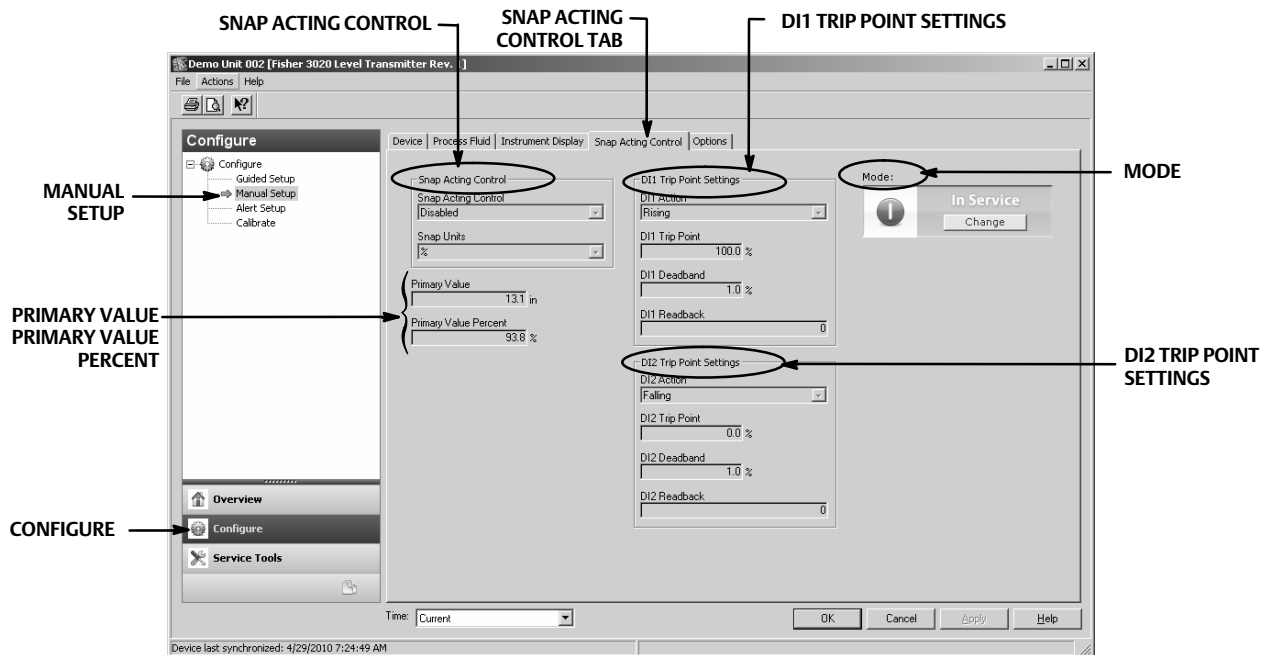 SNAP ACTING CONTROL
SNAP ACTING
CONTROL TAB
DI1 TRIP POINT SETTINGS
Demo Unit 002 [Fisher 3020 Level Transmitter Rev. 1]
File Actions Help
Configure
Configure
Guided Setup
Manual Setup
Alert Setup
Calibrate
MANUAL
SETUP
Device
Process Fluid
Instrument Display
Snap Acting Control
Options
Snap Acting Control
Snap Acting Control
Disabled
Snap Units
%
Primary Value
13.1 in
Primary Value Percent
93.8 %
PRIMARY VALUE
PRIMARY VALUE
PERCENT
DI1 Trip Point Settings
DI1 Action
Rising
DI1 Trip Point
100.0 %
DI1 Deadband
1.0 %
DI1 Readback
0
DI2 Trip Point Settings
DI2 Action
Falling
DI2 Trip Point
0.0 %
DI2 Deadband
1.0 %
DI2 Readback
0
Mode:
In Service
Change
MODE
DI2 TRIP POINT
SETTINGS
Overview
Configure
Service Tools
CONFIGURE
Time: Current
OK
Cancel
Apply
Help
Device last synchronized: 4/29/2010 7:24:49 AM